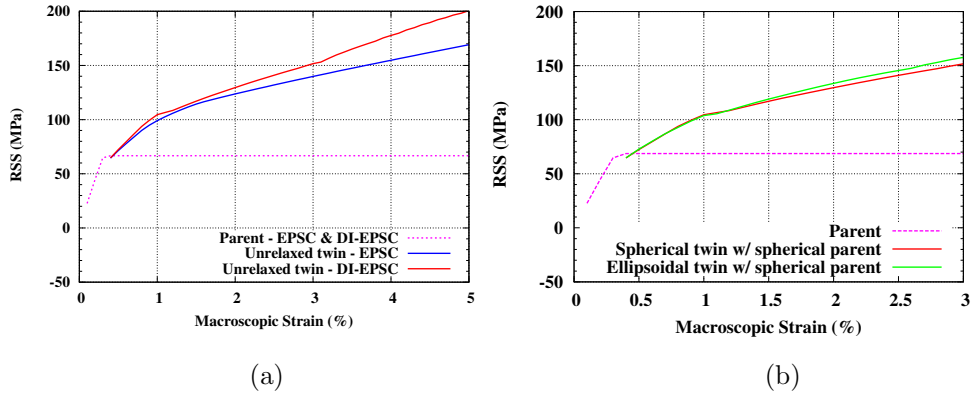 200
150
100
50
0
-50
RSS (MPa)
Parent - EPSC & DI-EPSC
Unrelaxed twin - EPSC
Unrelaxed twin - DI-EPSC
0 1 2 3 4 5
Macroscopic Strain (%)
(a)
200
150
100
50
0
-50
RSS (MPa)
Parent
Spherical twin w/ spherical parent
Ellipsoidal twin w/ spherical parent
0 0.5 1 1.5 2 2.5 3
Macroscopic Strain (%)
(b)